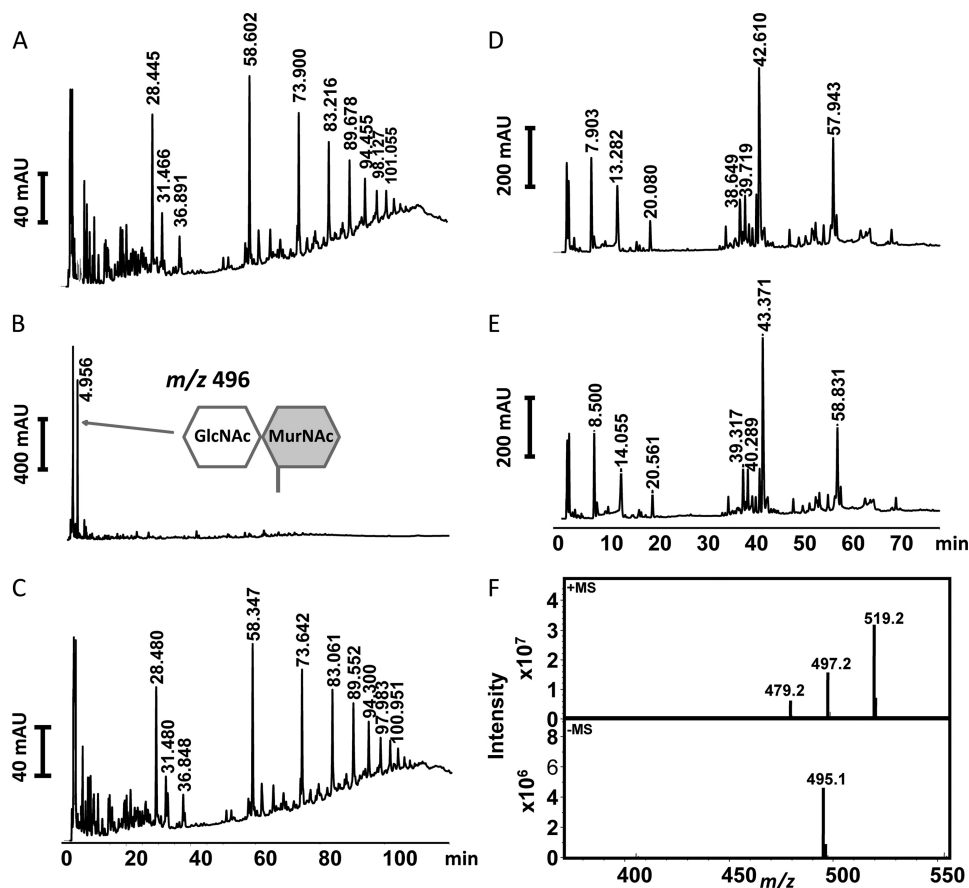 A
40 mAU
28.445
31.466
36.891
58.602
73.900
83.216
89.678
94.455
98.127
101.055
B
400 mAU
4.956
m/z 496
GlcNAc
MurNAc
C
40 mAU
28.480
31.480
36.848
58.347
73.642
83.061
89.552
94.300
97.983
100.951
0 20 40 60 80 100 min
D
200 mAU
7.903
13.282
20.080
38.649
39.719
42.610
57.943
E
200 mAU
8.500
14.055
20.561
39.317
40.289
43.371
58.831
0 10 20 30 40 50 60 70 min
F
+MS
4
3
2
1
0
x10⁷
479.2
497.2
519.2
Intensity
-MS
8
6
4
2
0
x10⁶
495.1
400 450 500 550
m/z